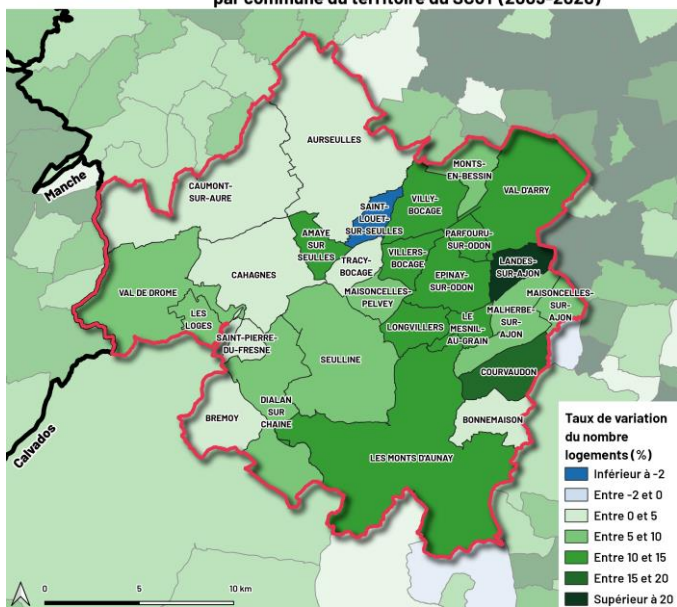 par commune du territoire du SCOT (2009-2020)
AURSEULLES
MONTS-
EN-BESSIN
Manche
CAUMONT-
SUR-AURE
VAL D'ARRY
SAINT-
LOUET-
SUR-SEULLES
VILLY-
BOCAGE
AMAYE
SUR
SEULLES
PARFOURU-
SUR-ODON
TRACY-
BOCAGE
VILLERS-
BOCAGE
LANDES-
SUR-AJON
CAHAGNES
EPINAY-
SUR-ODON
VAL DE DROME
MAISONCELLES-
PELVEY
MAISONCELLES-
SUR-
AJON
LES
LOGES
MALHERBE-
SUR-
AJON
LONGVILLERS
LE
MESNIL-
AU-GRAIN
SAINT-PIERRE-
DU-FRESNE
SEULLINE
COURVAUDON
DIALAN
SUR
CHAINE
BREMOY
BONNEMAISON
Calvados
LES MONTS D'AUNAY
Taux de variation
du nombre
logements (%)
Inférieur à -2
Entre -2 et 0
Entre 0 et 5
Entre 5 et 10
Entre 10 et 15
Entre 15 et 20
Supérieur à 20
0 5 10 km